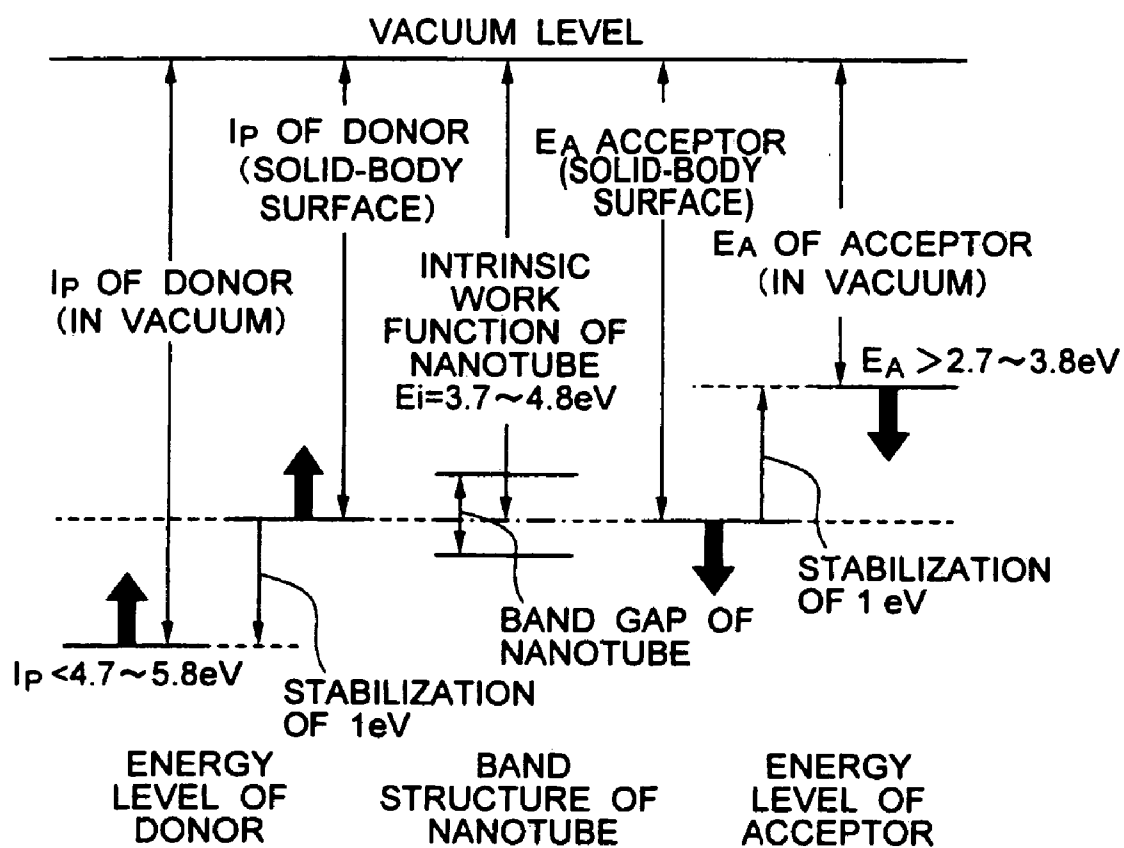 VACUUM LEVEL
IP OF DONOR
(SOLID-BODY
SURFACE)
EA ACCEPTOR
(SOLID-BODY
SURFACE)
IP OF DONOR
(IN VACUUM)
INTRINSIC
WORK
FUNCTION OF
NANOTUBE
Ei=3.7~4.8eV
EA OF ACCEPTOR
(IN VACUUM)
EA >2.7~3.8eV
IP <4.7~5.8eV
STABILIZATION
OF 1eV
BAND GAP OF
NANOTUBE
STABILIZATION
OF 1 eV
ENERGY
LEVEL OF
DONOR
BAND
STRUCTURE OF
NANOTUBE
ENERGY
LEVEL OF
ACCEPTOR